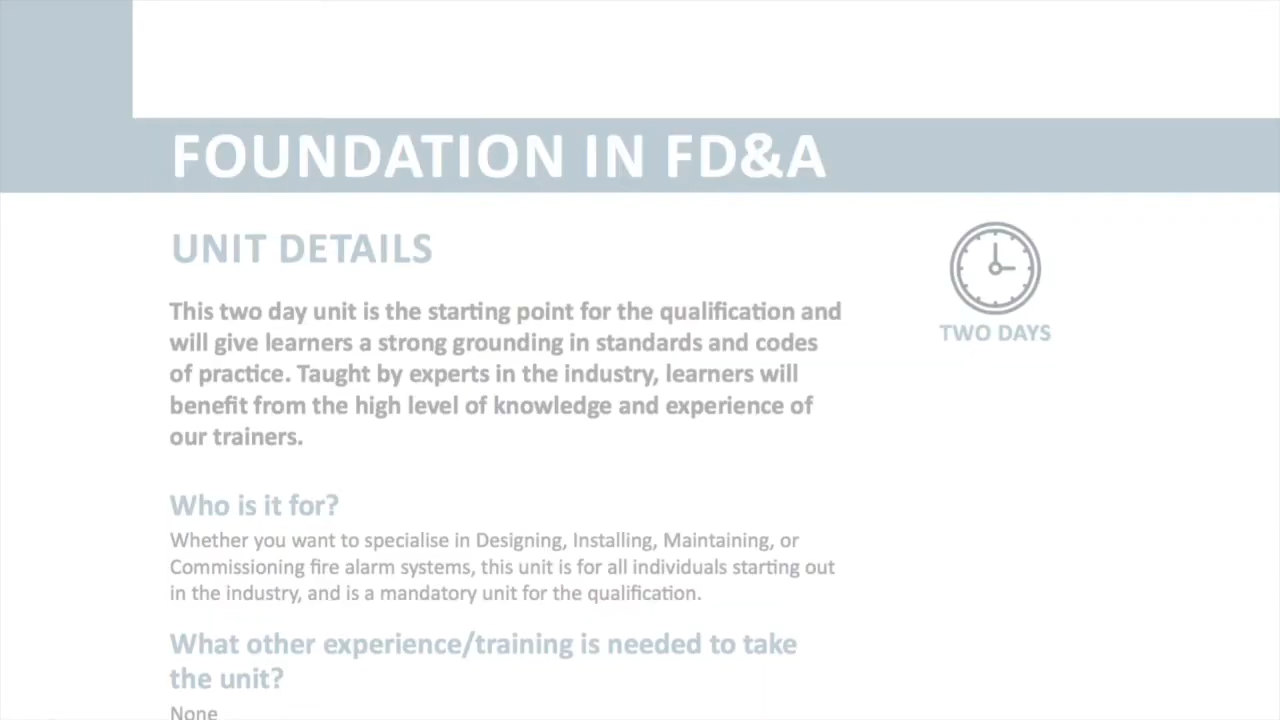 FOUNDATION IN FD&A
UNIT DETAILS
TWO DAYS
This two day unit is the starting point for the qualification and
will give learners a strong grounding in standards and codes
of practice. Taught by experts in the industry, learners will
benefit from the high level of knowledge and experience of
our trainers.
Who is it for?
Whether you want to specialise in Designing, Installing, Maintaining, or
Commissioning fire alarm systems, this unit is for all individuals starting out
in the industry, and is a mandatory unit for the qualification.
What other experience/training is needed to take
the unit?
None